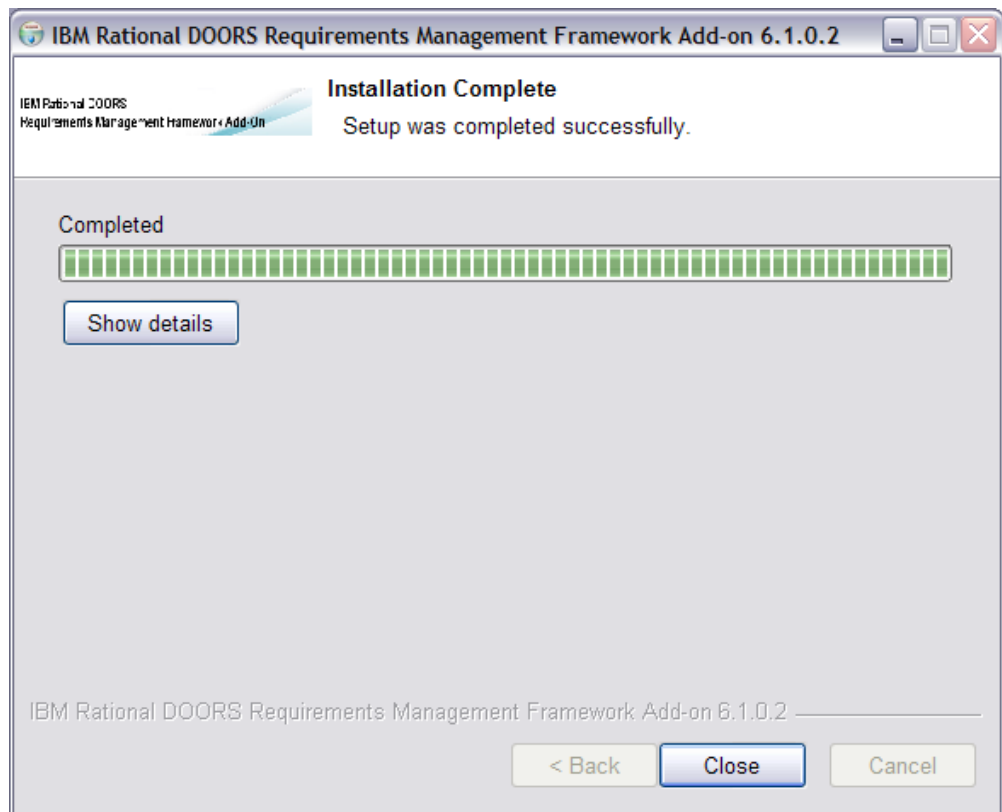 IBM Rational DOORS Requirements Management Framework Add-on 6.1.0.2
IBM Rational DOORS
Requirements Management Framework Add-On
Installation Complete
Setup was completed successfully.
Completed
Show details
IBM Rational DOORS Requirements Management Framework Add-on 6.1.0.2
< Back
Close
Cancel